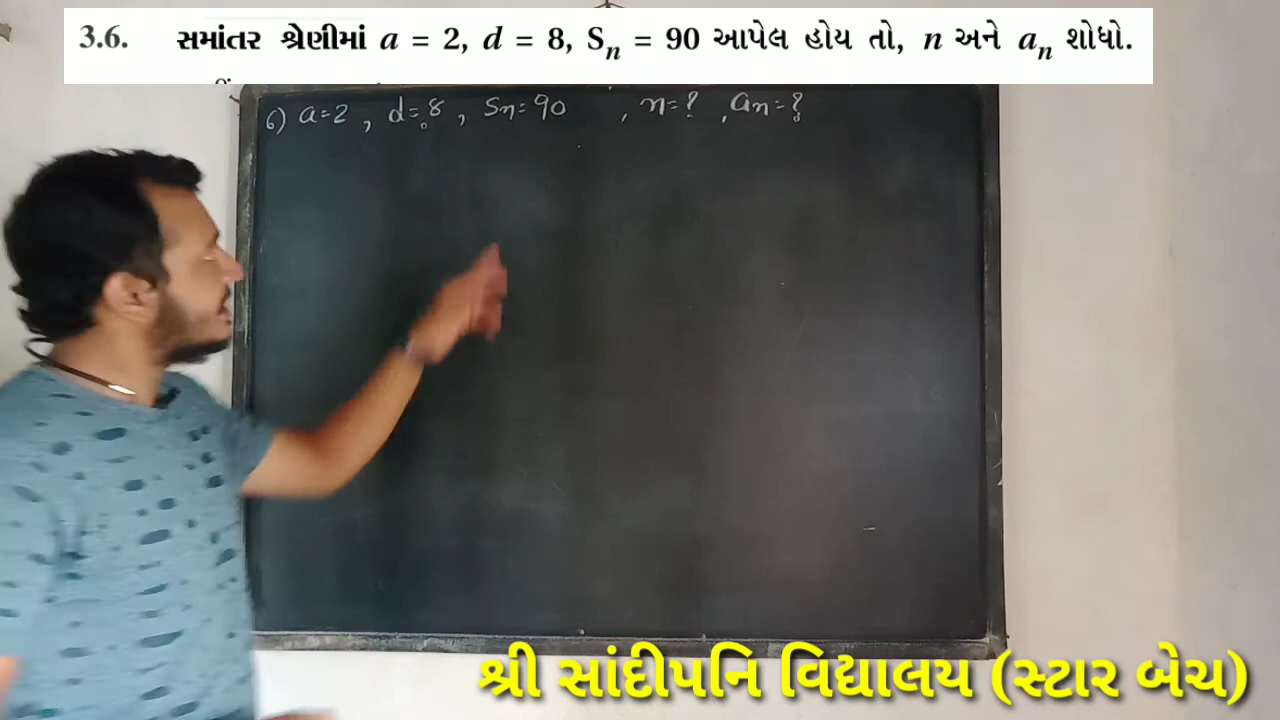 3.6. સમાંતર શ્રેણીમાં a = 2, d = 8, Sn = 90 આપેલ હોય તો, n અને an શોધો.
6) a=2 , d=8 , Sn=90 , n=? , an=?
શ્રી સાંદીપનિ વિદ્યાલય (સ્ટાર બેચ)